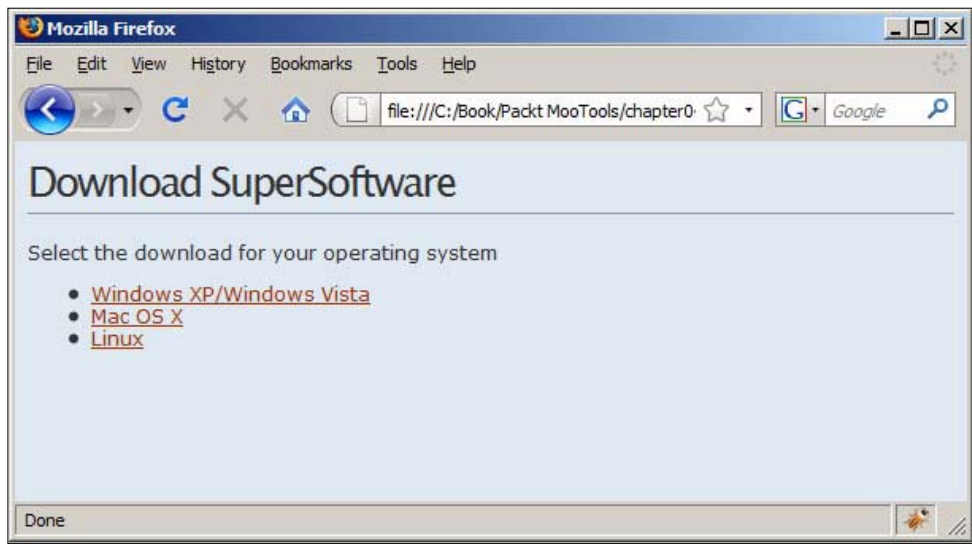 Mozilla Firefox
File Edit View History Bookmarks Tools Help
file:///C:/Book/Packt MooTools/chapter0 G Google
Download SuperSoftware
Select the download for your operating system
Windows XP/Windows Vista
Mac OS X
Linux
Done